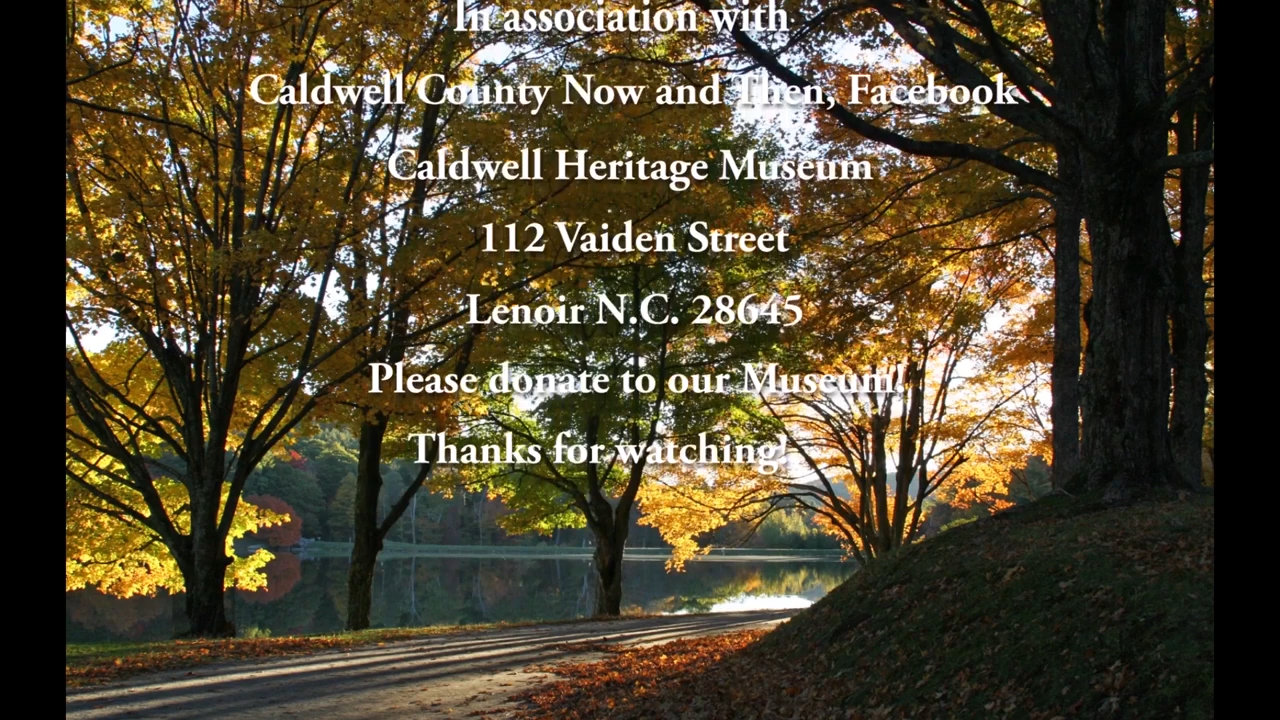 In association with
Caldwell County Now and Then, Facebook
Caldwell Heritage Museum
112 Vaiden Street
Lenoir N.C. 28645
Please donate to our Museum!
Thanks for watching!